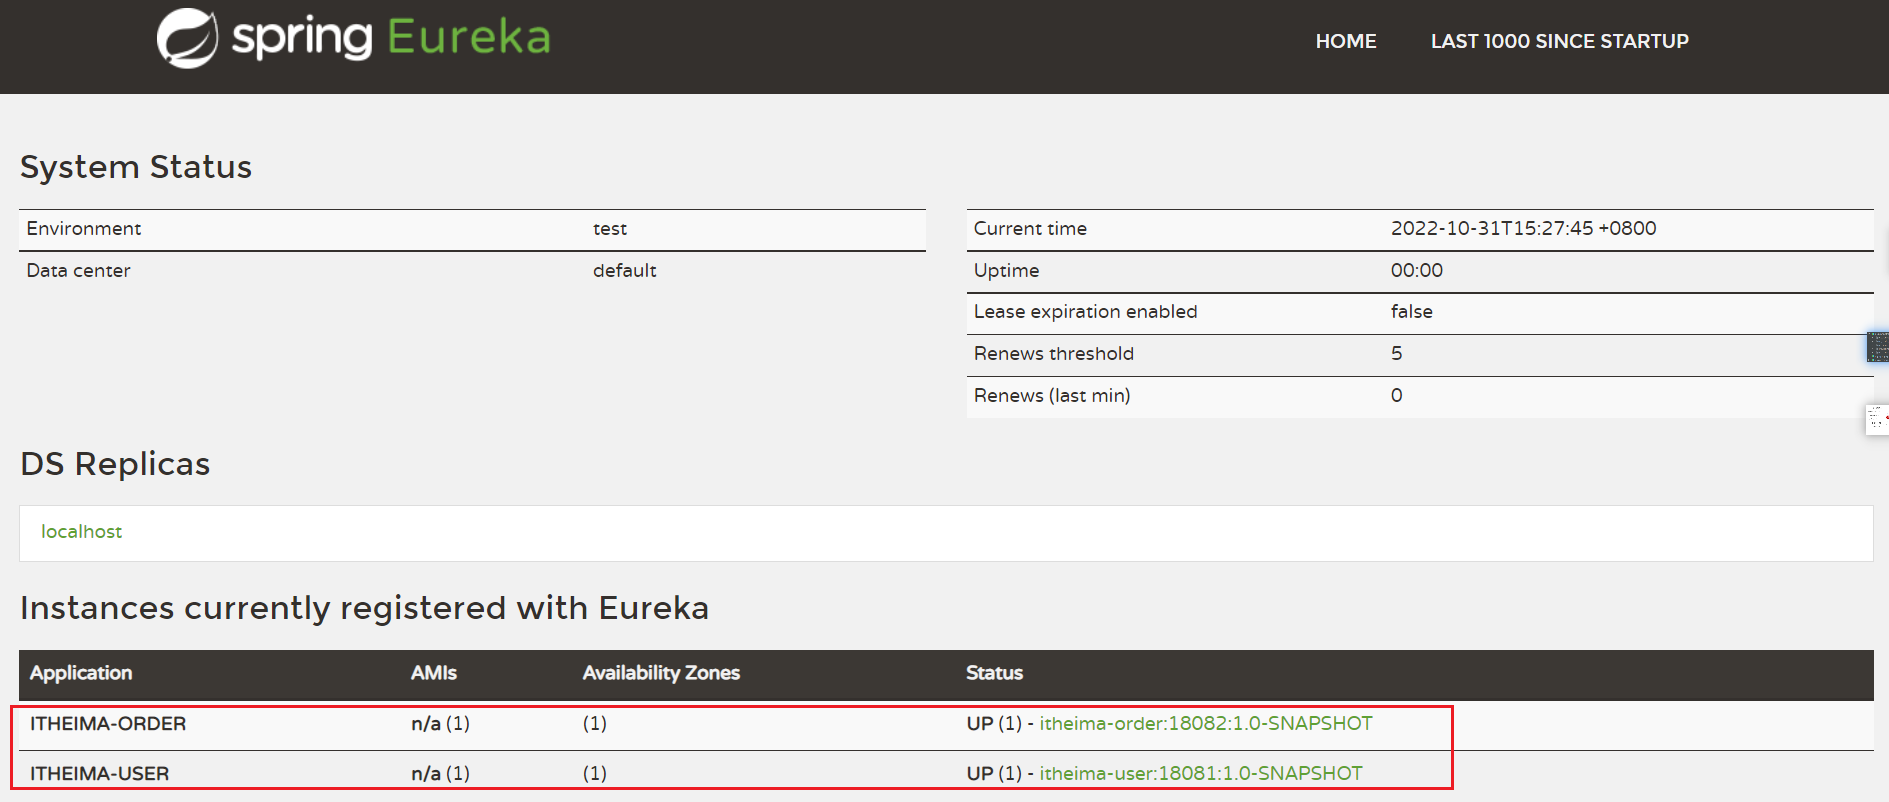 spring Eureka
HOME LAST 1000 SINCE STARTUP
System Status
Environment test
Data center default
Current time 2022-10-31T15:27:45 +0800
Uptime 00:00
Lease expiration enabled false
Renews threshold 5
Renews (last min) 0
DS Replicas
localhost
Instances currently registered with Eureka
Application AMIs Availability Zones Status
ITHEIMA-ORDER n/a (1) (1) UP (1) - itheima-order:18082:1.0-SNAPSHOT
ITHEIMA-USER n/a (1) (1) UP (1) - itheima-user:18081:1.0-SNAPSHOT